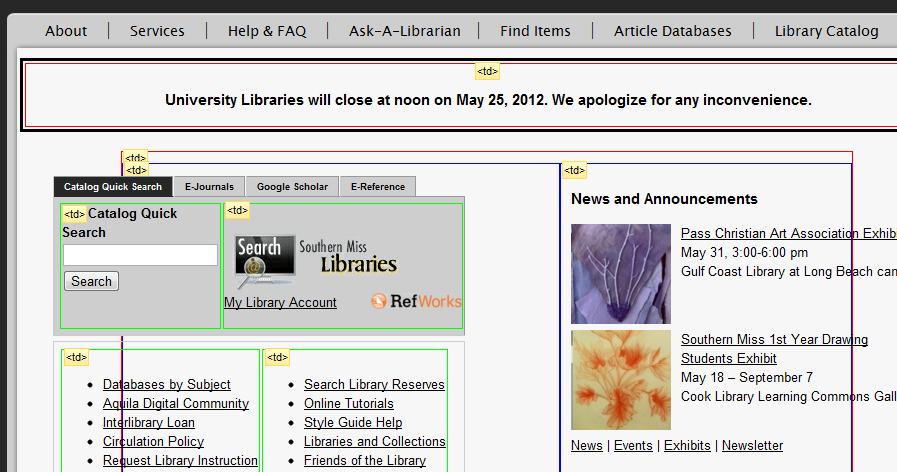 About | Services | Help & FAQ | Ask-A-Librarian | Find Items | Article Databases | Library Catalog
<td>
University Libraries will close at noon on May 25, 2012. We apologize for any inconvenience.
<td>
<td>
<td>
Catalog Quick Search E-Journals Google Scholar E-Reference
<td> Catalog Quick
Search
Search
<td>
Search Southern Miss
Libraries
My Library Account RefWorks
<td>
• Databases by Subject
• Aquila Digital Community
• Interlibrary Loan
• Circulation Policy
• Request Library Instruction
<td>
• Search Library Reserves
• Online Tutorials
• Style Guide Help
• Libraries and Collections
• Friends of the Library
News and Announcements
Pass Christian Art Association Exhib
May 31, 3:00-6:00 pm
Gulf Coast Library at Long Beach cam
Southern Miss 1st Year Drawing
Students Exhibit
May 18 – September 7
Cook Library Learning Commons Gall
News | Events | Exhibits | Newsletter